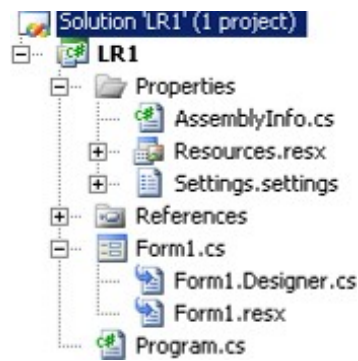 Solution 'LR1' (1 project)
LR1
Properties
AssemblyInfo.cs
Resources.resx
Settings.settings
References
Form1.cs
Form1.Designer.cs
Form1.resx
Program.cs